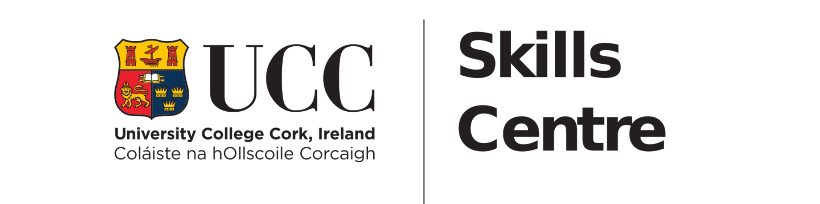 UCC
University College Cork, Ireland
Coláiste na hOllscoile Corcaigh
Skills
Centre